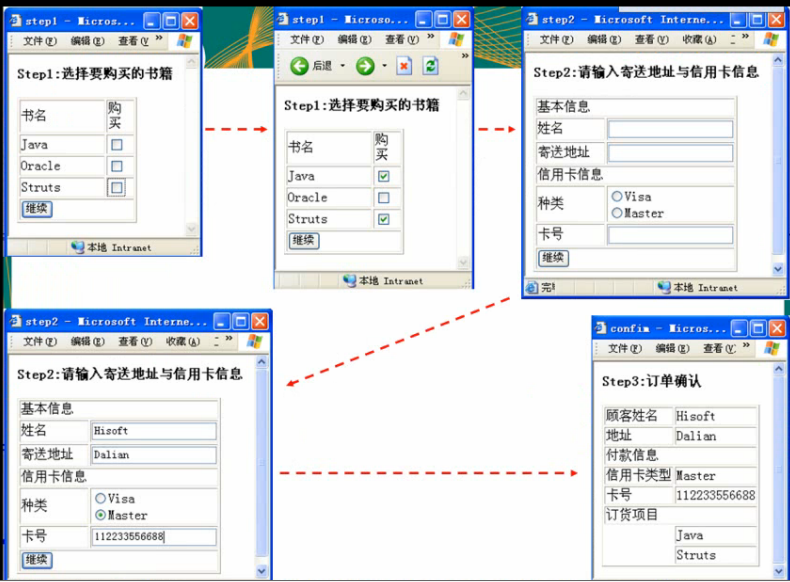 step1 - Micros...
文件(F) 编辑(E) 查看(V) »
Step1:选择要购买的书籍
书名 购买
Java
Oracle
Struts
继续
本地 Intranet
step1 - Microso...
文件(F) 编辑(E) 查看(V) »
后退 »
Step1:选择要购买的书籍
书名 购买
Java
Oracle
Struts
继续
本地 Intranet
step2 - Microsoft Interne...
文件(F) 编辑(E) 查看(V) 收藏(A) »
Step2:请输入寄送地址与信用卡信息
基本信息
姓名
寄送地址
信用卡信息
种类 Visa
Master
卡号
继续
本地 Intranet
step2 - Microsoft Interne...
文件(F) 编辑(E) 查看(V) 收藏(A) »
Step2:请输入寄送地址与信用卡信息
基本信息
姓名 Hisoft
寄送地址 Dalian
信用卡信息
种类 Visa
Master
卡号 112233556688
继续
confim - Micros...
文件(F) 编辑(E) 查看(V) »
Step3:订单确认
顾客姓名 Hisoft
地址 Dalian
付款信息
信用卡类型 Master
卡号 112233556688
订货项目
Java
Struts